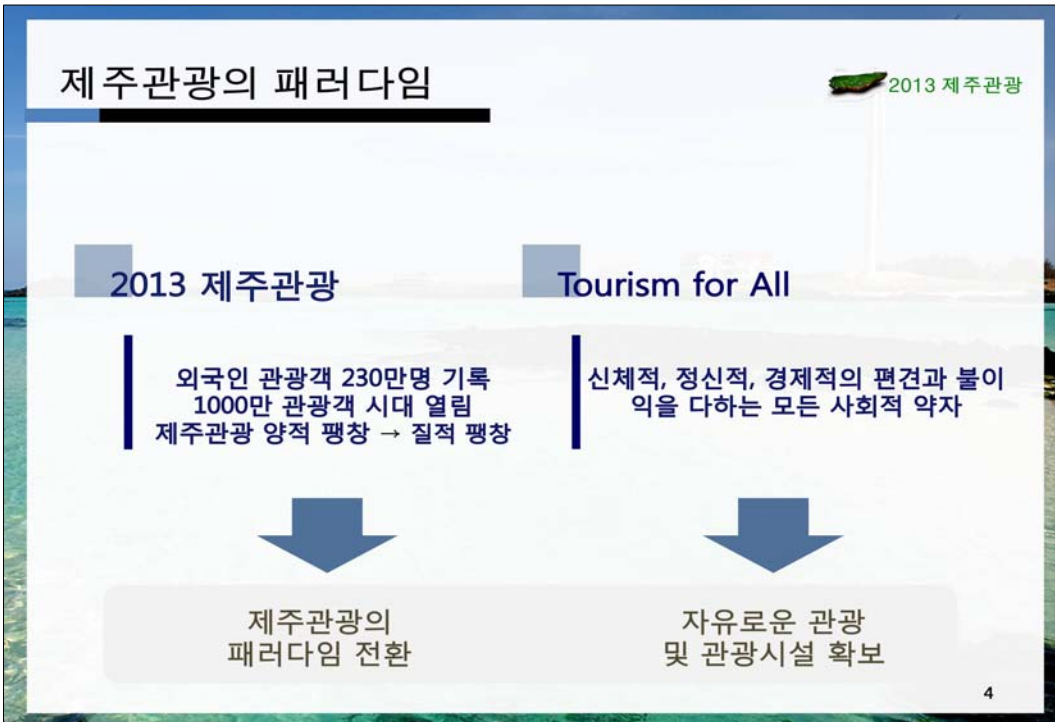 제주관광의 패러다임
2013 제주관광
2013 제주관광
외국인 관광객 230만명 기록
1000만 관광객 시대 열림
제주관광 양적 팽창 → 질적 팽창
Tourism for All
신체적, 정신적, 경제적의 편견과 불이
익을 다하는 모든 사회적 약자
제주관광의
패러다임 전환
자유로운 관광
및 관광시설 확보
4